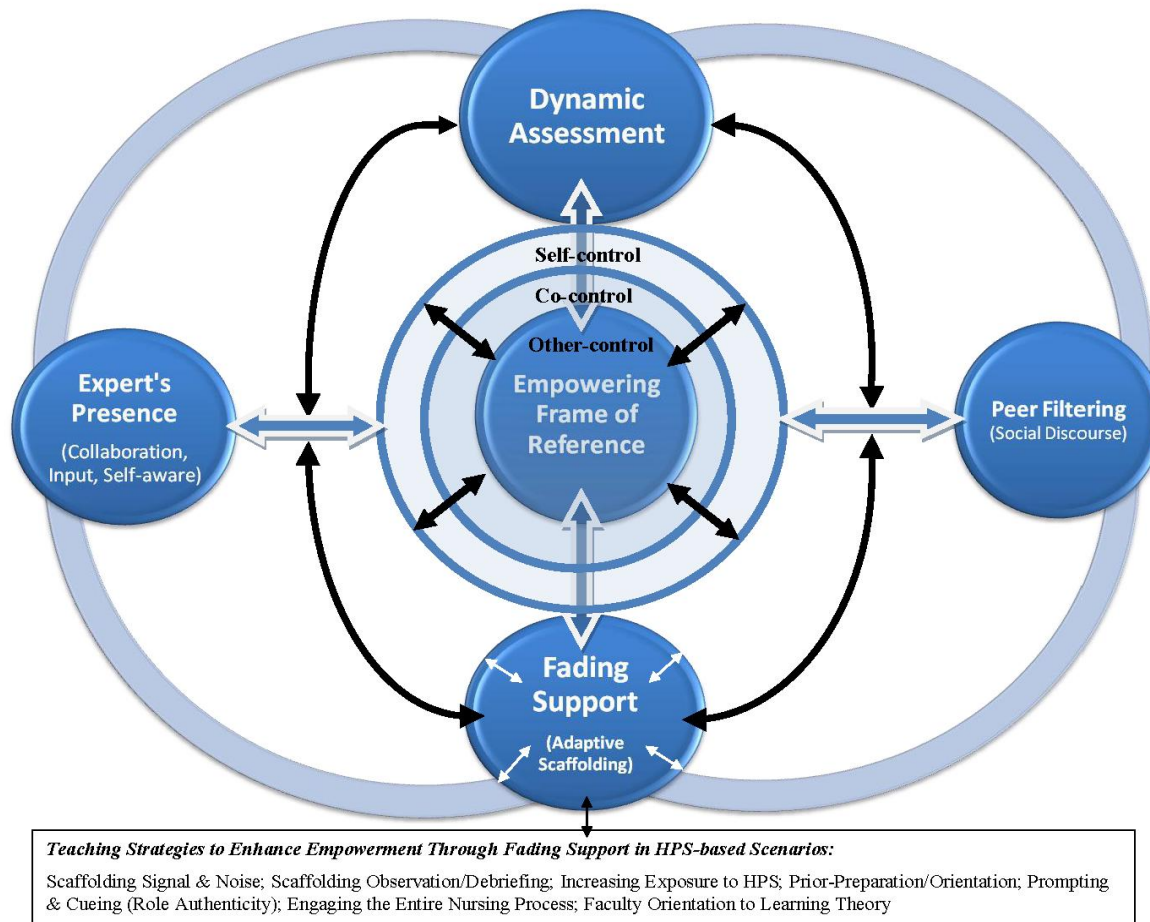 Dynamic
Assessment
Self-control
Co-control
Other-control
Empowering
Frame of
Reference
Expert's
Presence
(Collaboration,
Input, Self-aware)
Peer Filtering
(Social Discourse)
Fading
Support
(Adaptive
Scaffolding)
Teaching Strategies to Enhance Empowerment Through Fading Support in HPS-based Scenarios:
Scaffolding Signal & Noise; Scaffolding Observation/Debriefing; Increasing Exposure to HPS; Prior-Preparation/Orientation; Prompting
& Cueing (Role Authenticity); Engaging the Entire Nursing Process; Faculty Orientation to Learning Theory